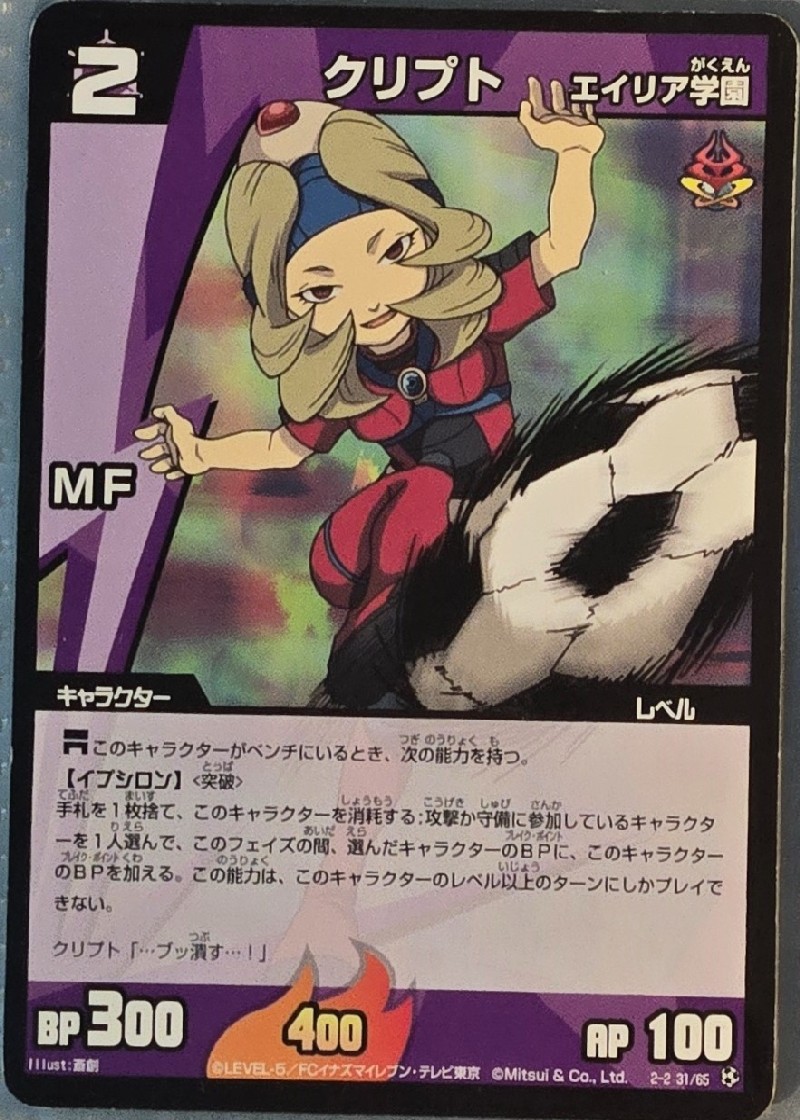 2
クリプト
がくえん
エイリア学園
MF
キャラクター
レベル
つぎ のうりょく も
このキャラクターがベンチにいるとき、次の能力を持つ。
とっぱ
【イプシロン】<突破>
てふだ まいす しょうもう こうげき しゅび さんか
手札を1枚捨て、このキャラクターを消耗する:攻撃か守備に参加しているキャラクタ
りえら あいだ えら ブレイク・ポイント
ーを1人選んで、このフェイズの間、選んだキャラクターのBPに、このキャラクター
ブレイク・ポイント くわ のうりょく いじょう
のBPを加える。この能力は、このキャラクターのレベル以上のターンにしかプレイで
きない。
つぶ
クリプト「…ブッ潰す…!」
BP 300
400
AP 100
Illust:斎創
©LEVEL-5/FCイナズマイレブン・テレビ東京 ©Mitsui & Co., Ltd. 2-2 31/65